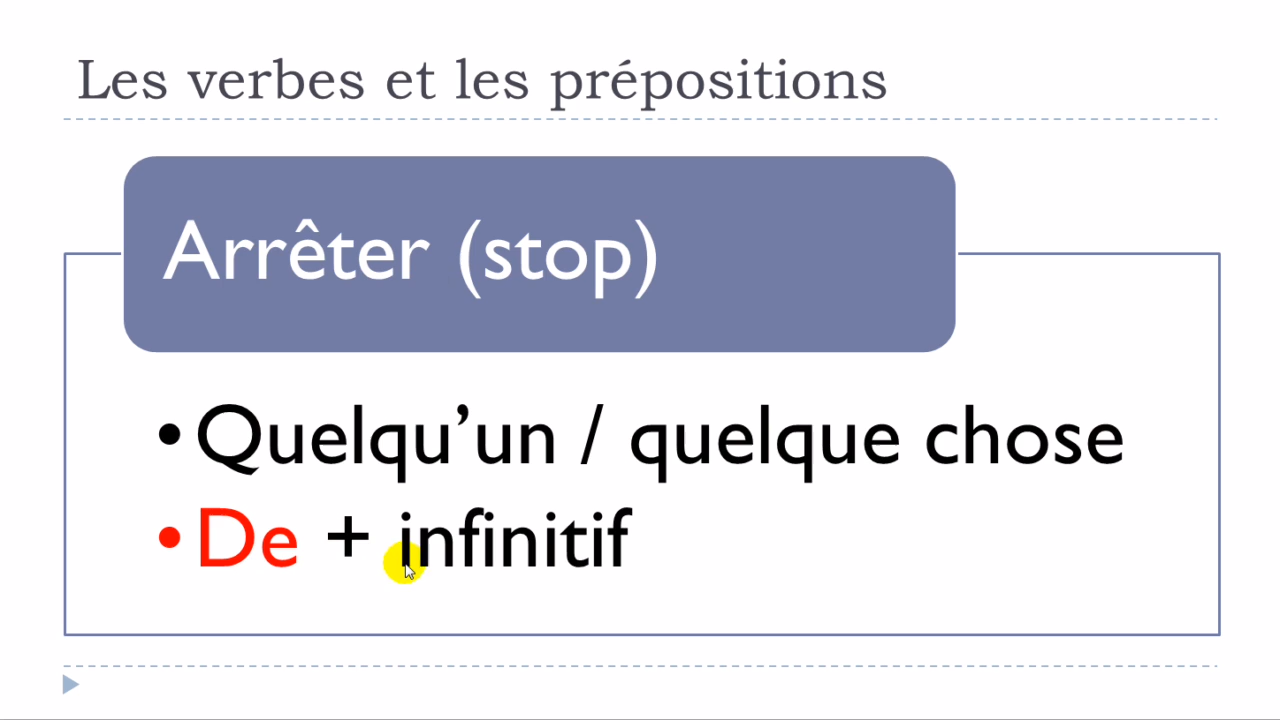 Les verbes et les prépositions
Arrêter (stop)
•Quelqu’un / quelque chose
•De + infinitif